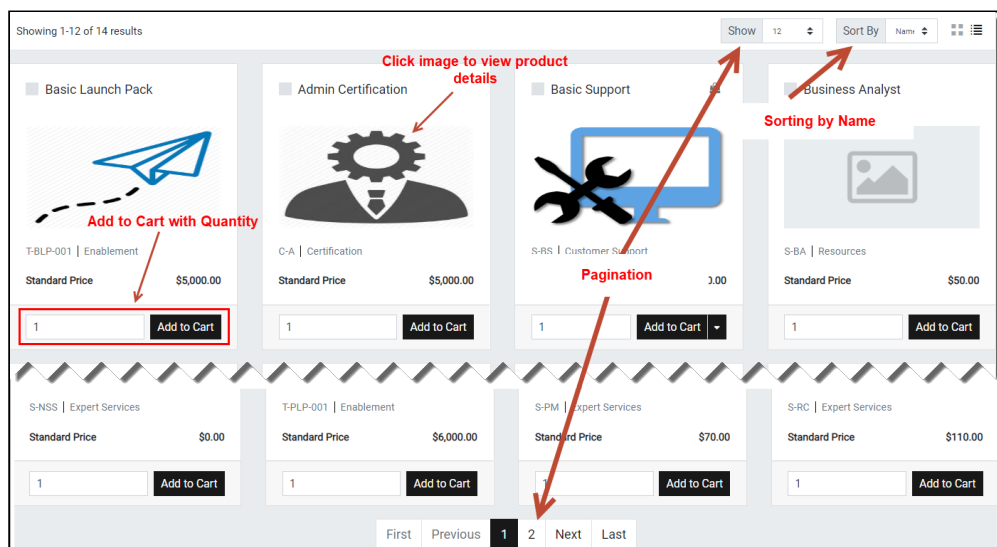 Showing 1-12 of 14 results
Show 12
Sort By Name
Click image to view product
details
Basic Launch Pack
Admin Certification
Basic Support
Business Analyst
Sorting by Name
Add to Cart with Quantity
T-BLP-001 | Enablement
C-A | Certification
S-BS | Customer Support
S-BA | Resources
Pagination
Standard Price $5,000.00
Standard Price $5,000.00
Standard Price $50.00
1 Add to Cart
1 Add to Cart
1 Add to Cart
1 Add to Cart
S-NSS | Expert Services
T-PLP-001 | Enablement
S-PM | Expert Services
S-RC | Expert Services
Standard Price $0.00
Standard Price $6,000.00
Standard Price $70.00
Standard Price $110.00
1 Add to Cart
1 Add to Cart
1 Add to Cart
1 Add to Cart
First Previous 1 2 Next Last